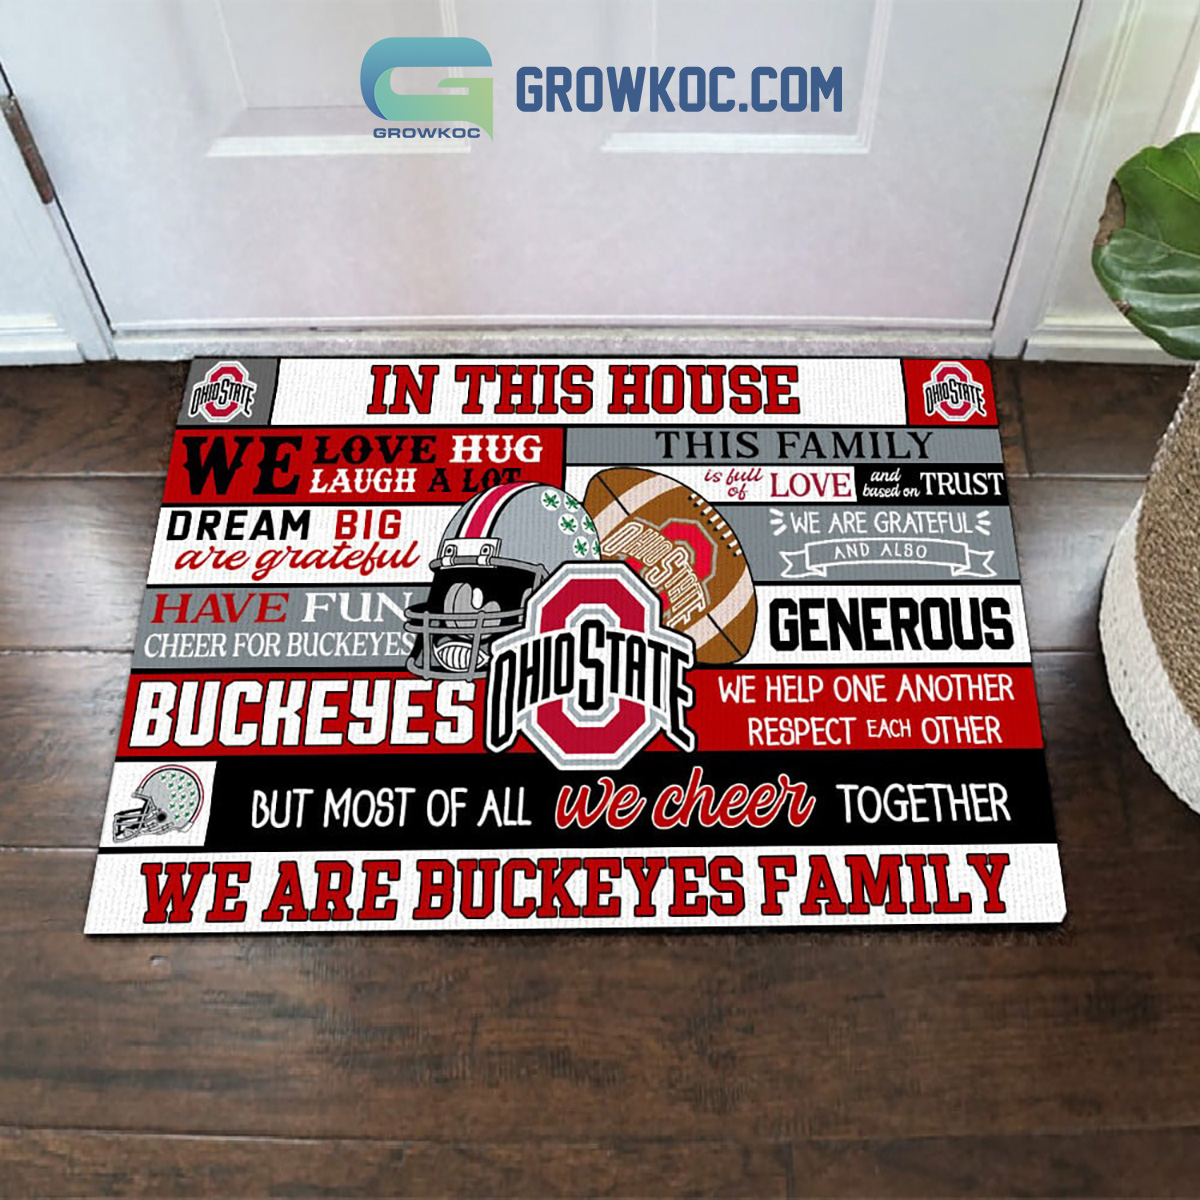 GROWKOC
GROWKOC.COM
OHIO STATE
IN THIS HOUSE
OHIO STATE
WE LOVE HUG
LAUGH A LOT
DREAM BIG
are grateful
HAVE FUN
CHEER FOR BUCKEYES
BUCKEYES
THIS FAMILY
is full of LOVE and based on TRUST
WE ARE GRATEFUL
AND ALSO
GENEROUS
WE HELP ONE ANOTHER
RESPECT EACH OTHER
OHIO STATE
OHIO STATE
BUT MOST OF ALL we cheer TOGETHER
WE ARE BUCKEYES FAMILY